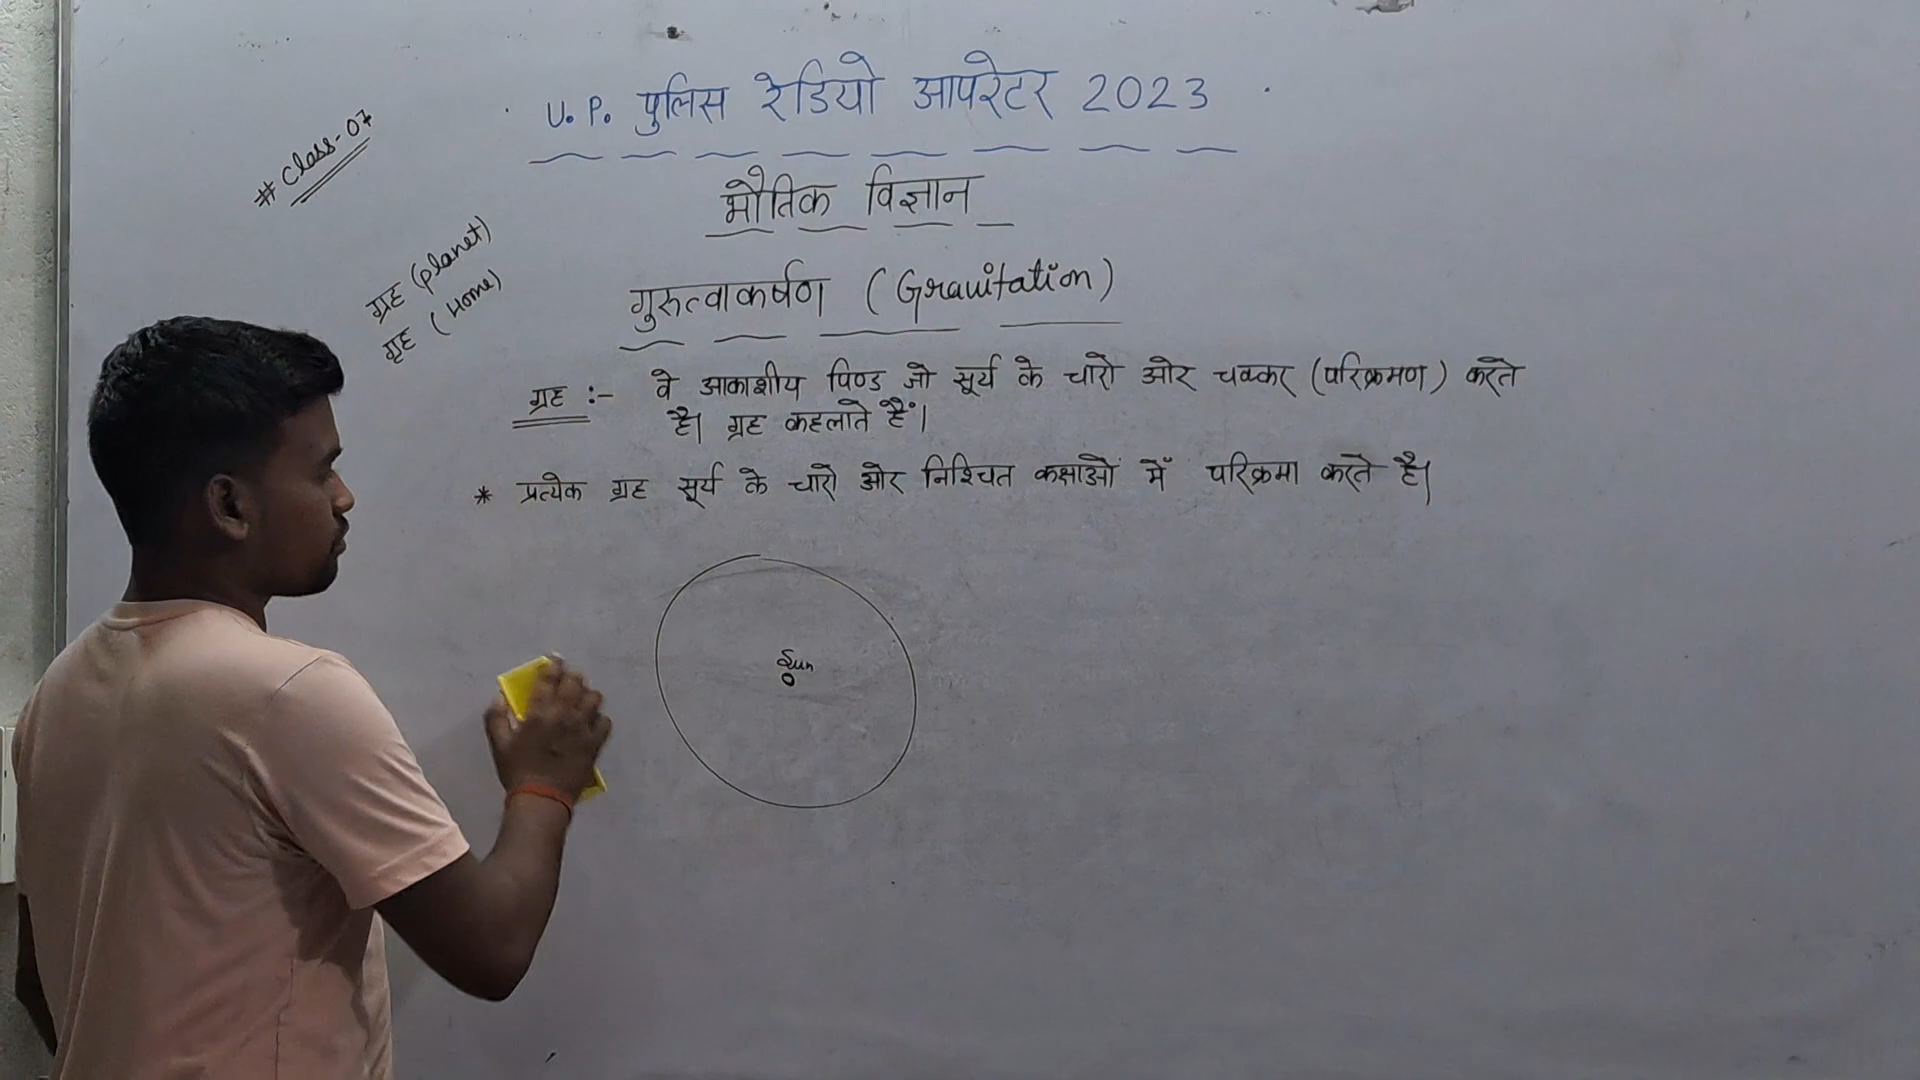 U. P. पुलिस रेडियो आपरेटर 2023
# Class-07
भौतिक विज्ञान
ग्रह (planet)
गृह (Home)
गुरुत्वाकर्षण (Gravitation)
ग्रह :- वे आकाशीय पिण्ड जो सूर्य के चारो ओर चक्कर (परिक्रमण) करते
है। ग्रह कहलाते हैं।
* प्रत्येक ग्रह सूर्य के चारो ओर निश्चित कक्षाओं में परिक्रमा करते है।
Sun